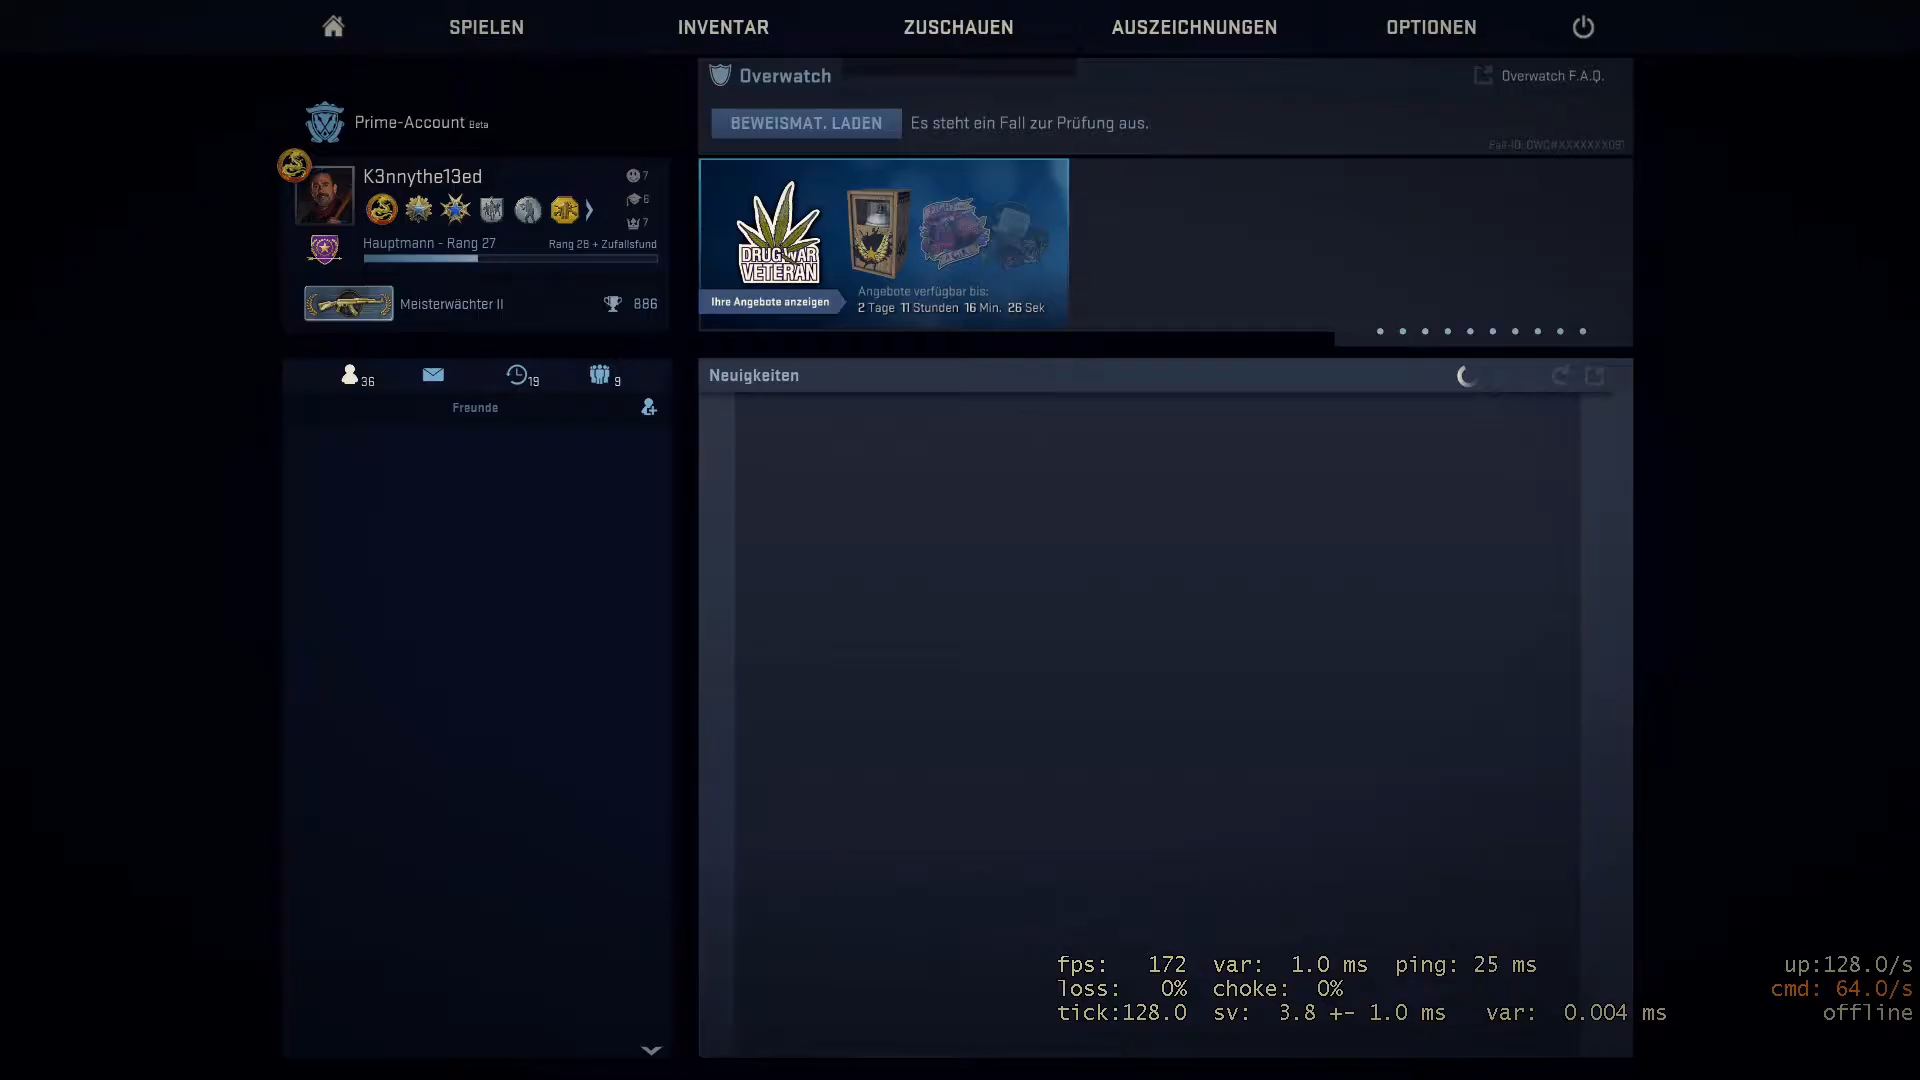 SPIELEN
INVENTAR
ZUSCHAUEN
AUSZEICHNUNGEN
OPTIONEN
Prime-Account Beta
K3nnythe13ed
7
6
7
Hauptmann - Rang 27
Rang 28 + Zufallsfund
Meisterwächter II
886
Overwatch
Overwatch F.A.Q.
BEWEISMAT. LADEN
Es steht ein Fall zur Prüfung aus.
Fall-ID: OWC#XXXXXXX091
DRUG WAR
VETERAN
Ihre Angebote anzeigen
Angebote verfügbar bis:
2 Tage 11 Stunden 16 Min. 26 Sek
36
19
9
Freunde
Neuigkeiten
fps: 172 var: 1.0 ms ping: 25 ms
loss: 0% choke: 0%
tick:128.0 sv: 3.8 +- 1.0 ms var: 0.004 ms
up:128.0/s
cmd: 64.0/s
offline